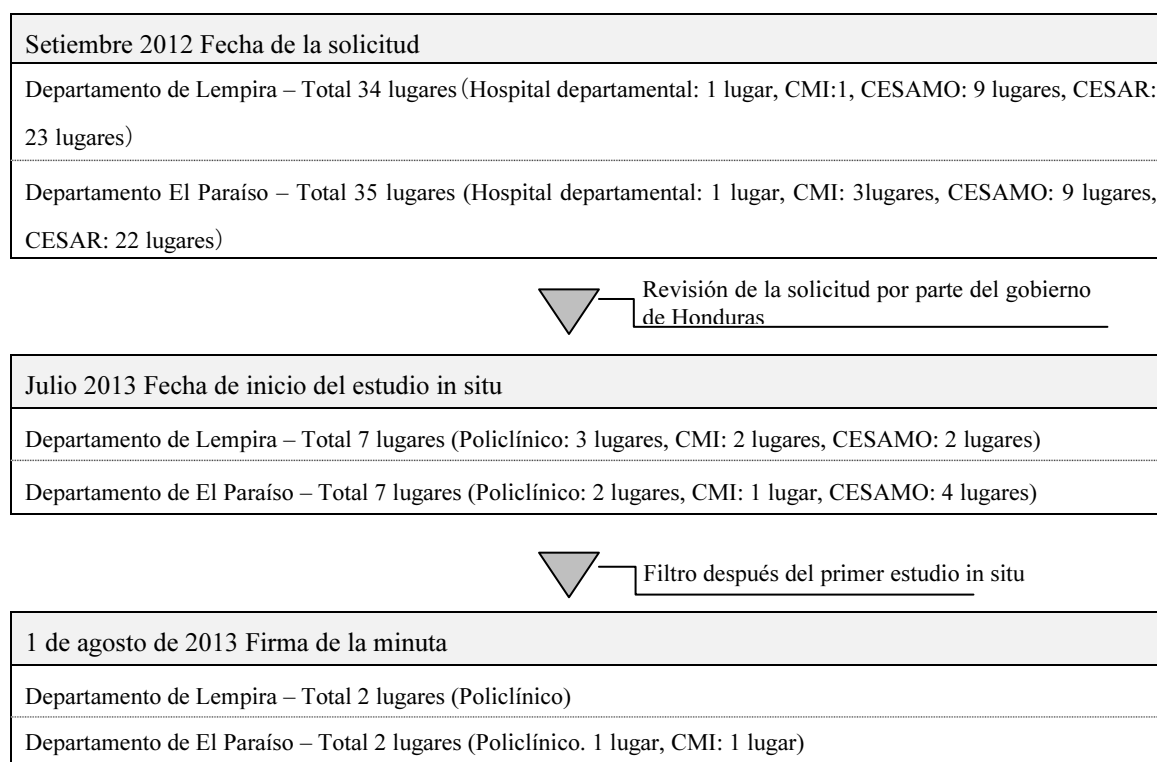 Setiembre 2012 Fecha de la solicitud
Departamento de Lempira – Total 34 lugares（Hospital departamental: 1 lugar, CMI:1, CESAMO: 9 lugares, CESAR:
23 lugares）
Departamento El Paraíso – Total 35 lugares (Hospital departamental: 1 lugar, CMI: 3lugares, CESAMO: 9 lugares,
CESAR: 22 lugares）
Revisión de la solicitud por parte del gobierno
de Honduras
Julio 2013 Fecha de inicio del estudio in situ
Departamento de Lempira – Total 7 lugares (Policlínico: 3 lugares, CMI: 2 lugares, CESAMO: 2 lugares)
Departamento de El Paraíso – Total 7 lugares (Policlínico: 2 lugares, CMI: 1 lugar, CESAMO: 4 lugares)
Filtro después del primer estudio in situ
1 de agosto de 2013 Firma de la minuta
Departamento de Lempira – Total 2 lugares (Policlínico)
Departamento de El Paraíso – Total 2 lugares (Policlínico. 1 lugar, CMI: 1 lugar)